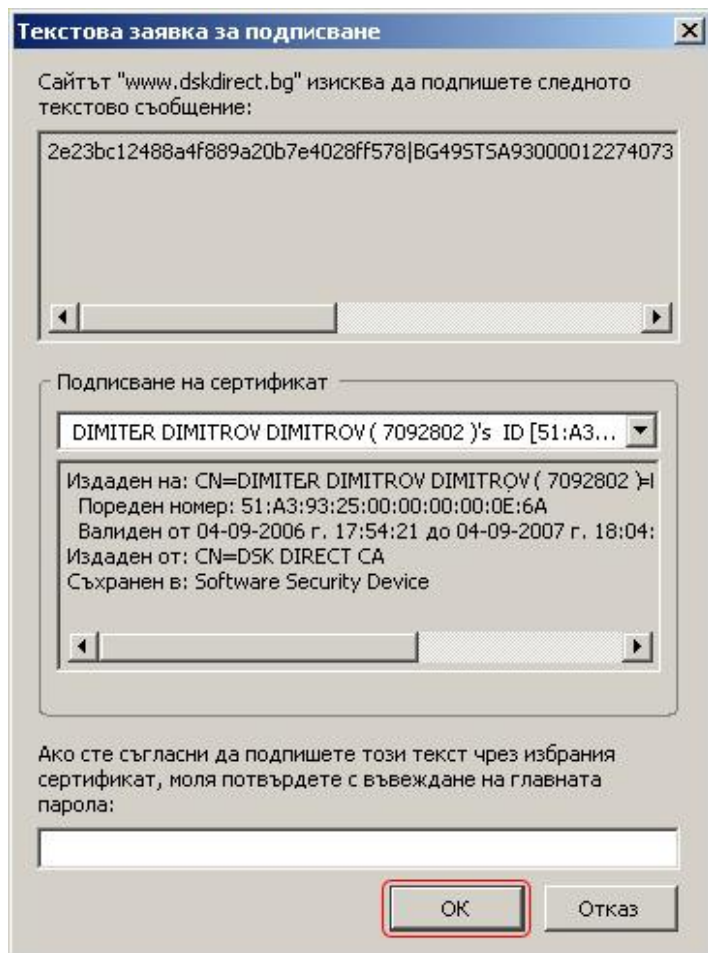 Текстова заявка за подписване
Сайтът "www.dskdirect.bg" изисква да подпишете следното
текстово съобщение:
2e23bc12488a4f889a20b7e4028ff578|BG49STSA93000012274073
Подписване на сертификат
DIMITER DIMITROV DIMITROV ( 7092802 )'s ID [51:A3...
Издаден на: CN=DIMITER DIMITROV DIMITROV ( 7092802 )
Пореден номер: 51:A3:93:25:00:00:00:00:0E:6A
Валиден от 04-09-2006 г. 17:54:21 до 04-09-2007 г. 18:04:
Издаден от: CN=DSK DIRECT CA
Съхранен в: Software Security Device
Ако сте съгласни да подпишете този текст чрез избрания
сертификат, моля потвърдете с въвеждане на главната
парола:
OK
Отказ